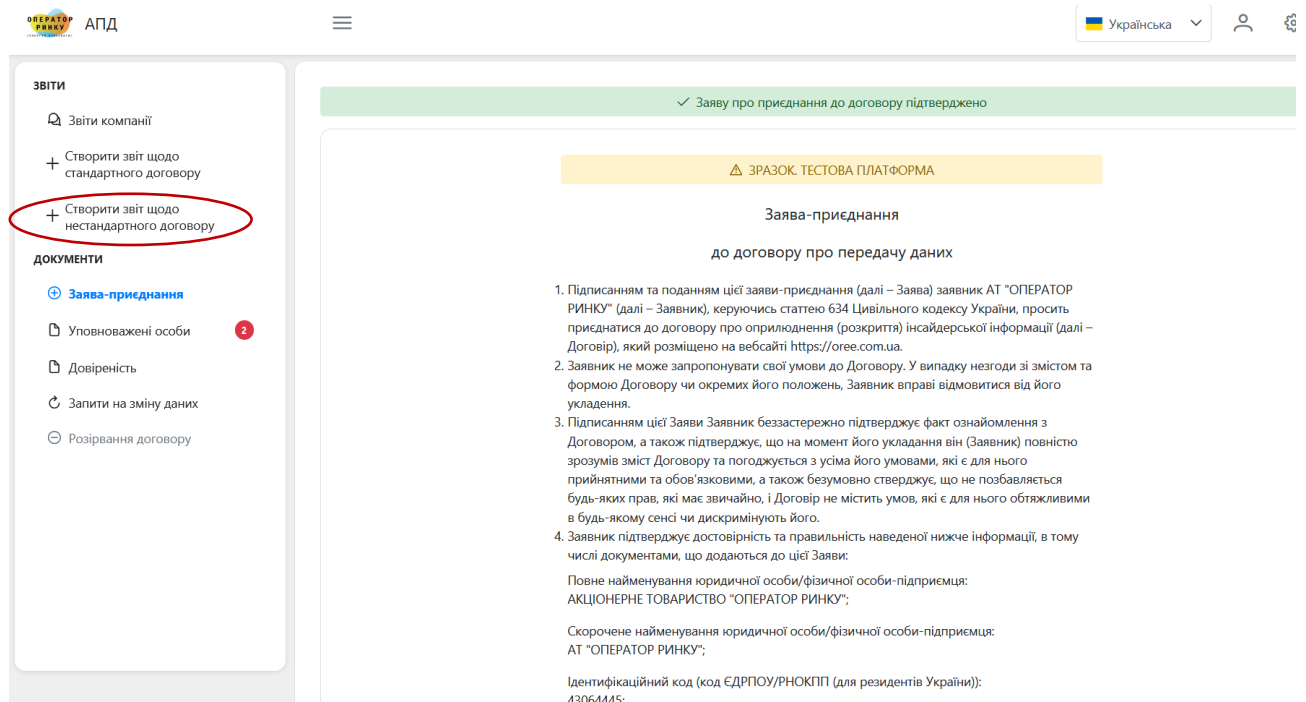 ОПЕРАТОР
РИНКУ
АПД
Українська
ЗВІТИ
Звіти компанії
Створити звіт щодо
стандартного договору
Створити звіт щодо
нестандартного договору
ДОКУМЕНТИ
Заява-приєднання
Уповноважені особи 2
Довіреність
Запити на зміну даних
Розірвання договору
Заяву про приєднання до договору підтверджено
ЗРАЗОК. ТЕСТОВА ПЛАТФОРМА
Заява-приєднання
до договору про передачу даних
1. Підписанням та поданням цієї заяви-приєднання (далі – Заява) заявник АТ "ОПЕРАТОР
РИНКУ" (далі – Заявник), керуючись статтею 634 Цивільного кодексу України, просить
приєднатися до договору про оприлюднення (розкриття) інсайдерської інформації (далі –
Договір), який розміщено на вебсайті https://oree.com.ua.
2. Заявник не може запропонувати свої умови до Договору. У випадку незгоди зі змістом та
формою Договору чи окремих його положень, Заявник вправі відмовитися від його
укладення.
3. Підписанням цієї Заяви Заявник беззастережно підтверджує факт ознайомлення з
Договором, а також підтверджує, що на момент його укладання він (Заявник) повністю
зрозумів зміст Договору та погоджується з усіма його умовами, які є для нього
прийнятними та обов’язковими, а також безумовно стверджує, що не позбавляється
будь-яких прав, які має звичайно, і Договір не містить умов, які є для нього обтяжливими
в будь-якому сенсі чи дискримінують його.
4. Заявник підтверджує достовірність та правильність наведеної нижче інформації, в тому
числі документами, що додаються до цієї Заяви:
Повне найменування юридичної особи/фізичної особи-підприємця:
АКЦІОНЕРНЕ ТОВАРИСТВО "ОПЕРАТОР РИНКУ";
Скорочене найменування юридичної особи/фізичної особи-підприємця:
АТ "ОПЕРАТОР РИНКУ";
Ідентифікаційний код (код ЄДРПОУ/РНОКПП (для резидентів України)):
43064445;